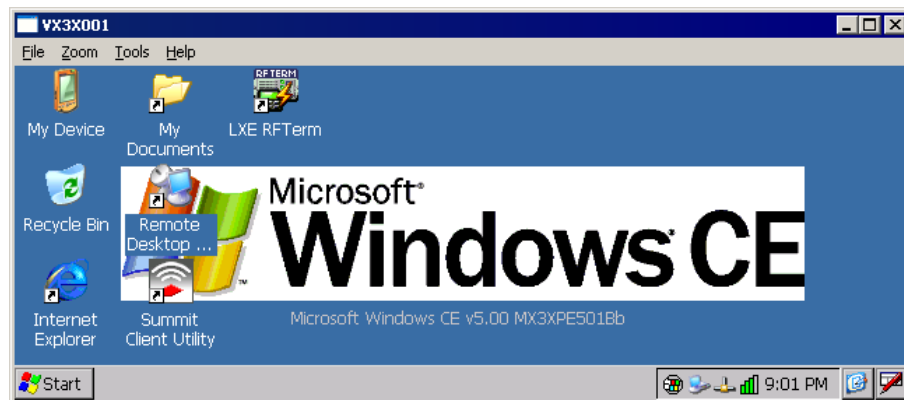 VX3X001
File Zoom Tools Help
RFTERM
My Device
My
Documents
LXE RFTerm
Recycle Bin
Remote
Desktop ...
Microsoft®
Windows CE
™
Internet
Explorer
Summit
Client Utility
Microsoft Windows CE v5.00 MX3XPE501Bb
Start
9:01 PM